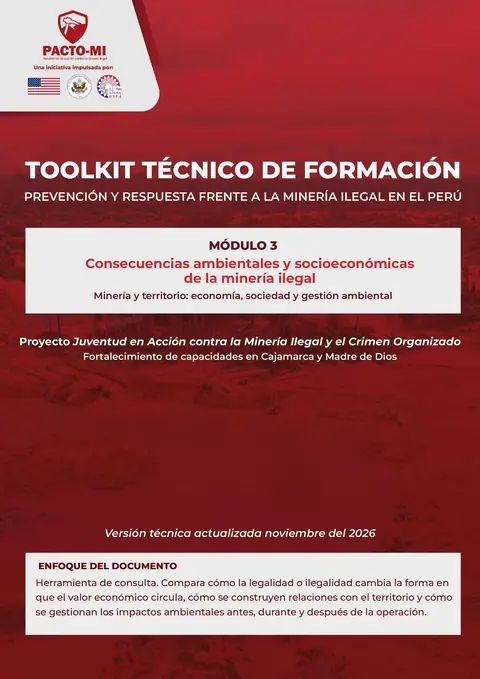 PACTO-MI
Una iniciativa impulsada por:
TOOLKIT TÉCNICO DE FORMACIÓN
PREVENCIÓN Y RESPUESTA FRENTE A LA MINERÍA ILEGAL EN EL PERÚ
MÓDULO 3
Consecuencias ambientales y socioeconómicas
de la minería ilegal
Minería y territorio: economía, sociedad y gestión ambiental
Proyecto Juventud en Acción contra la Minería Ilegal y el Crimen Organizado
Fortalecimiento de capacidades en Cajamarca y Madre de Dios
Versión técnica actualizada noviembre del 2026
ENFOQUE DEL DOCUMENTO
Herramienta de consulta. Compara cómo la legalidad o ilegalidad cambia la forma en
que el valor económico circula, cómo se construyen relaciones con el territorio y cómo
se gestionan los impactos ambientales antes, durante y después de la operación.